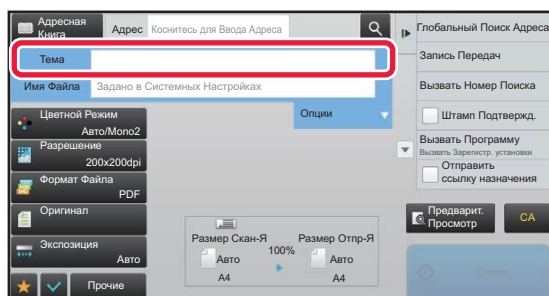 Адресная Книга
Адрес
Коснитесь для Ввода Адреса
Тема
Имя Файла
Задано в Системных Настройках
Опции
Цветной Режим
Авто/Mono2
Разрешение
200x200dpi
Формат Файла
PDF
Оригинал
Экспозиция
Авто
Прочие
Размер Скан-Я
100%
Размер Отпр-Я
Авто
A4
Авто
A4
Глобальный Поиск Адреса
Запись Передач
Вызвать Номер Поиска
Штамп Подтвержд.
Вызвать Программу
Вызвать Зарегистр. установки
Отправить
ссылку назначения
Предварит.
Просмотр
CA
Старт